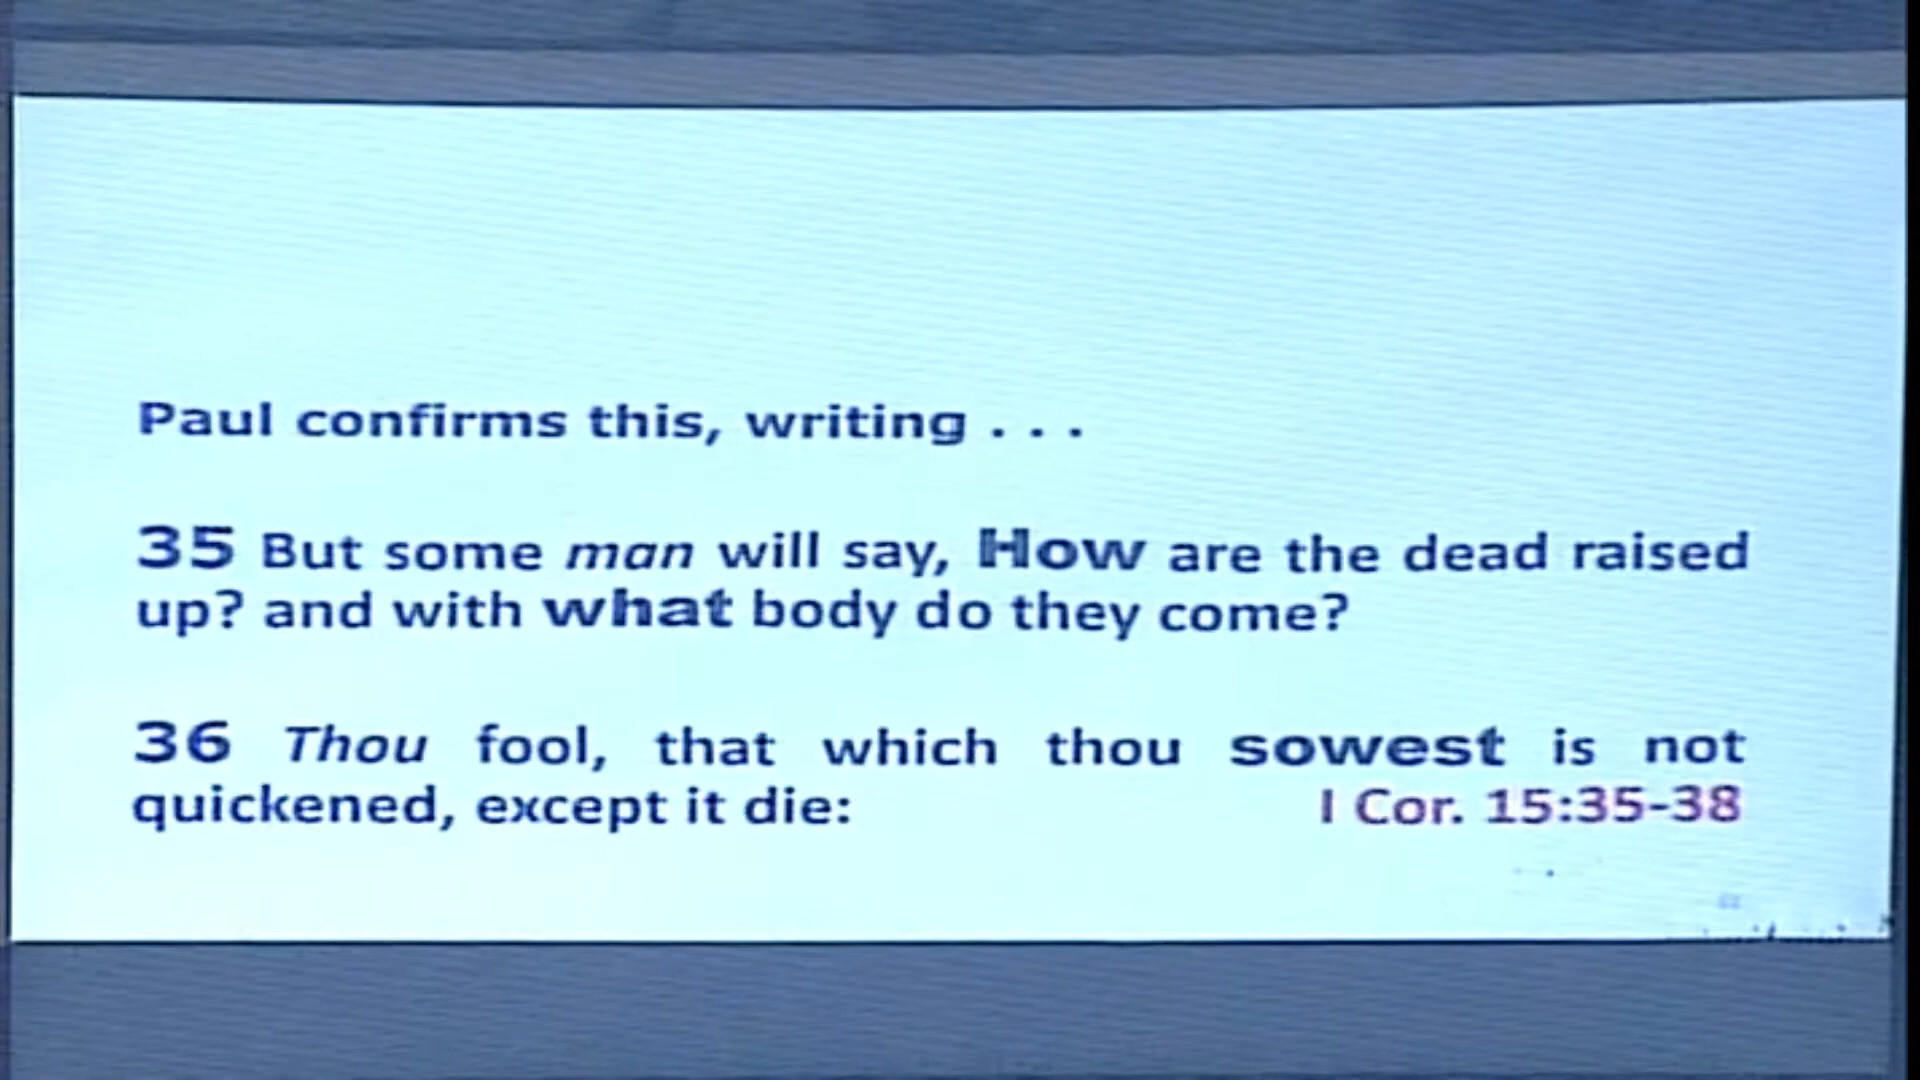 Paul confirms this, writing . . .
35 But some man will say, How are the dead raised
up? and with what body do they come?
36 Thou fool, that which thou sowest is not
quickened, except it die:
I Cor. 15:35-38